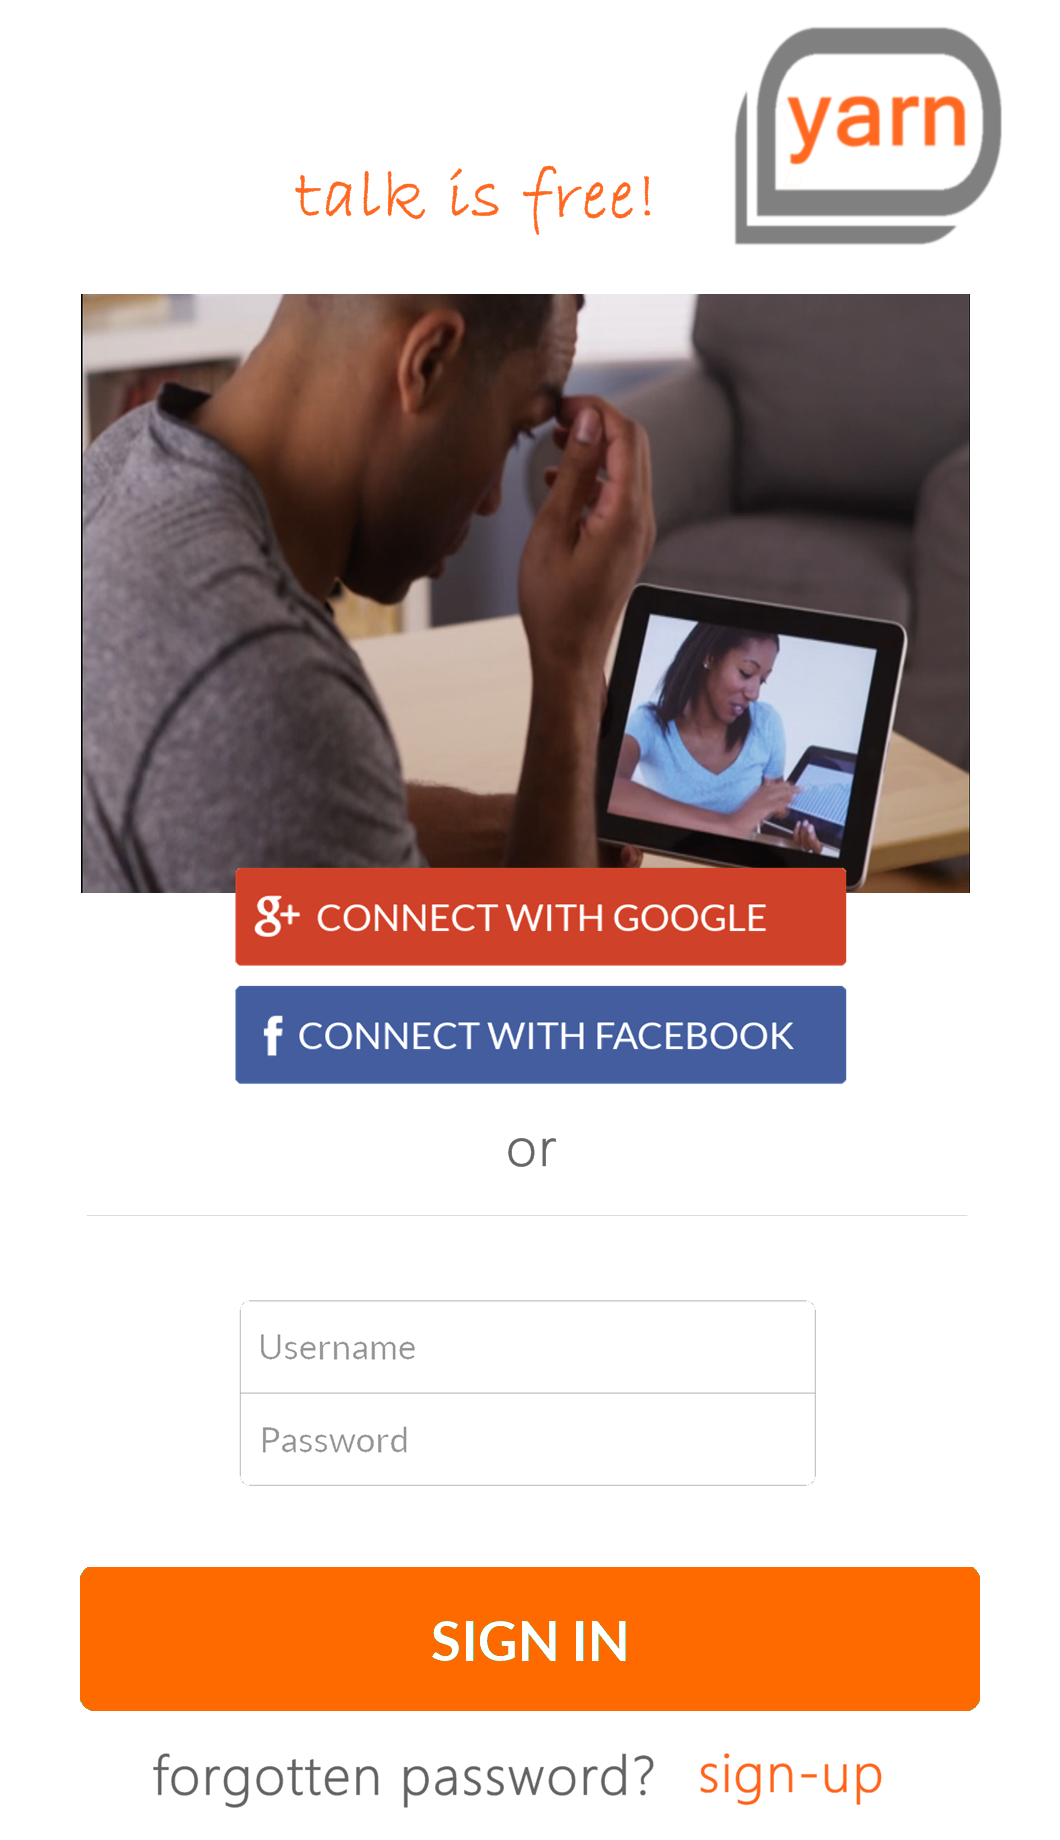 yarn
talk is free!
g+ CONNECT WITH GOOGLE
f CONNECT WITH FACEBOOK
or
Username
Password
SIGN IN
forgotten password? sign-up